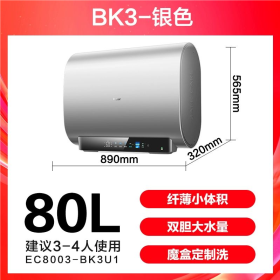 BK3-银色
565mm
320mm
890mm
80L
建议3-4人使用
EC8003-BK3U1
纤薄小体积
双胆大水量
魔盒定制洗